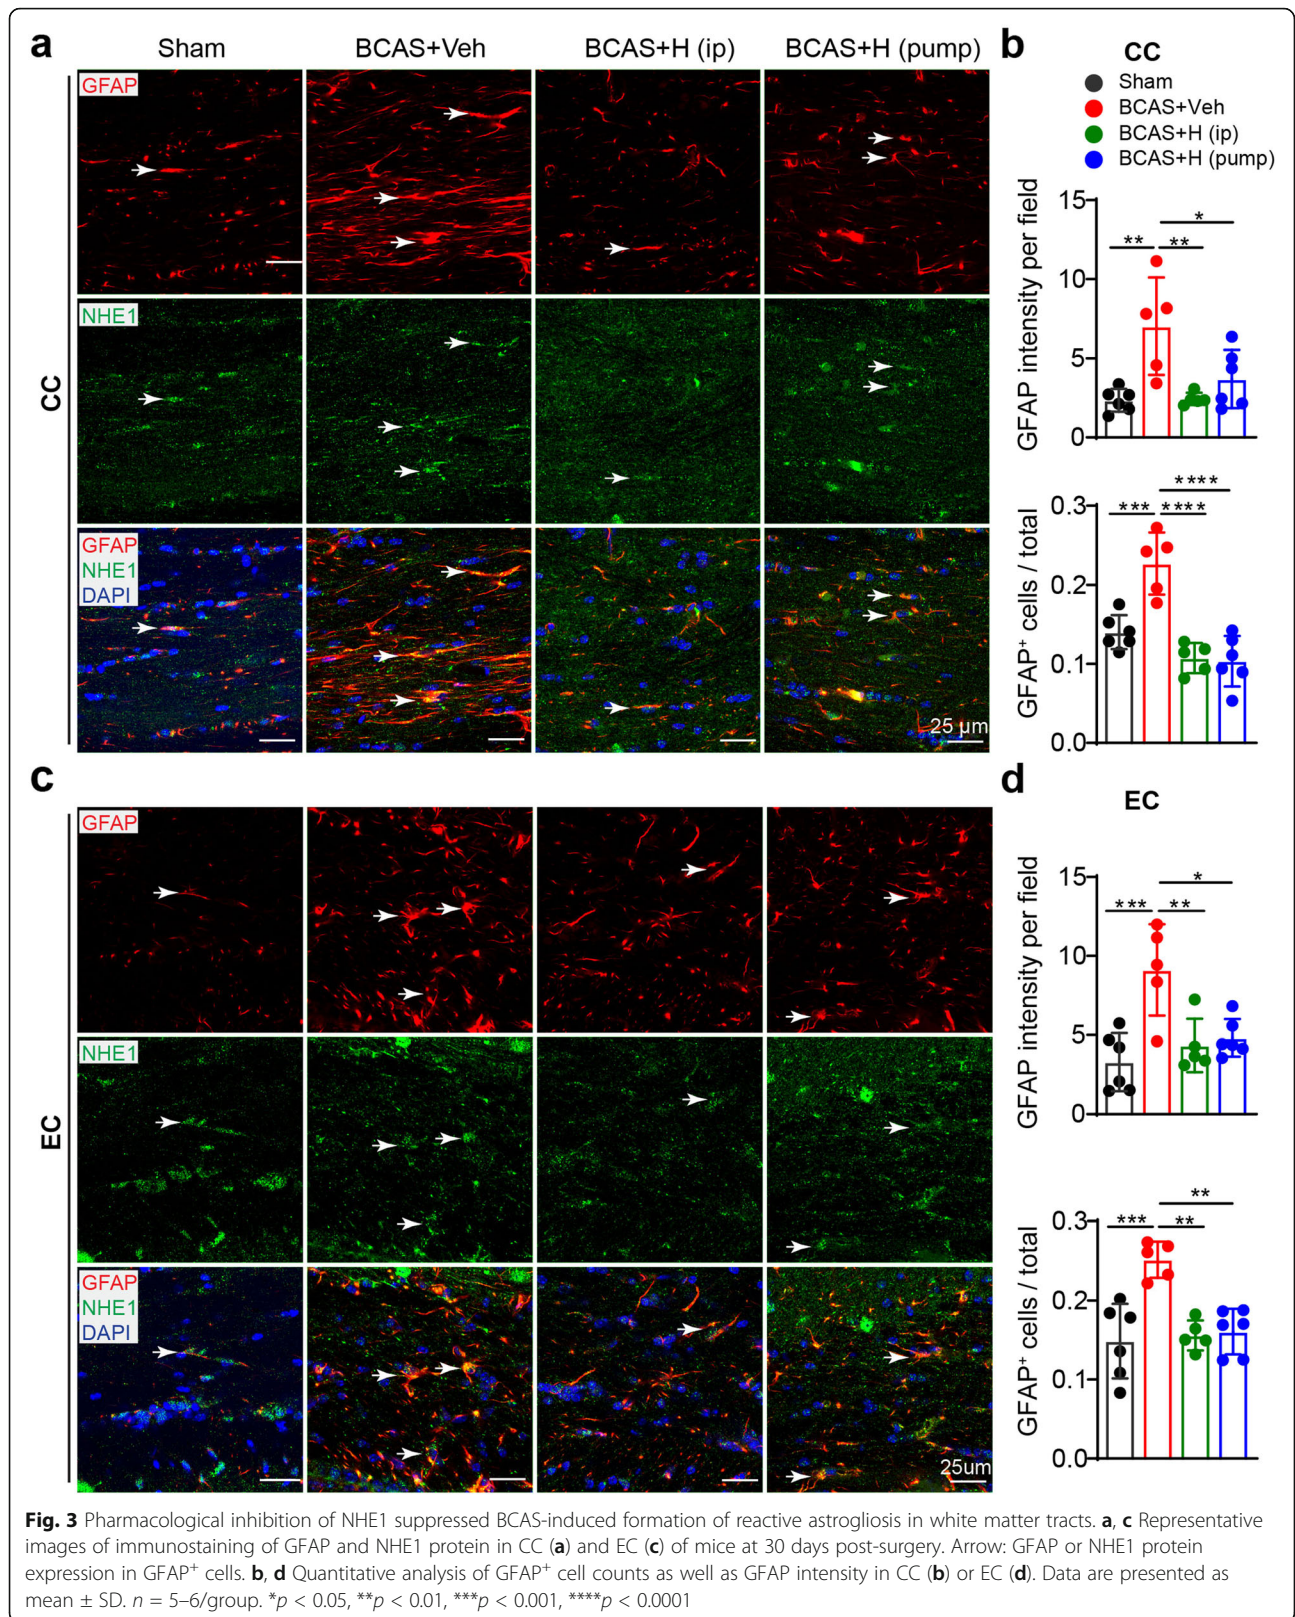 a
Sham
BCAS+Veh
BCAS+H (ip)
BCAS+H (pump)
CC
GFAP
NHE1
GFAP
NHE1
DAPI
25 µm
b
CC
Sham
BCAS+Veh
BCAS+H (ip)
BCAS+H (pump)
GFAP intensity per field
15
10
5
0
*
** **
GFAP⁺ cells / total
0.3
0.2
0.1
0.0
****
*** ****
c
EC
GFAP
NHE1
GFAP
NHE1
DAPI
25um
d
EC
GFAP intensity per field
15
10
5
0
*
*** **
GFAP⁺ cells / total
0.3
0.2
0.1
0.0
**
*** **
Fig. 3 Pharmacological inhibition of NHE1 suppressed BCAS-induced formation of reactive astrogliosis in white matter tracts. a, c Representative
images of immunostaining of GFAP and NHE1 protein in CC (a) and EC (c) of mice at 30 days post-surgery. Arrow: GFAP or NHE1 protein
expression in GFAP⁺ cells. b, d Quantitative analysis of GFAP⁺ cell counts as well as GFAP intensity in CC (b) or EC (d). Data are presented as
mean ± SD. n = 5–6/group. *p < 0.05, **p < 0.01, ***p < 0.001, ****p < 0.0001